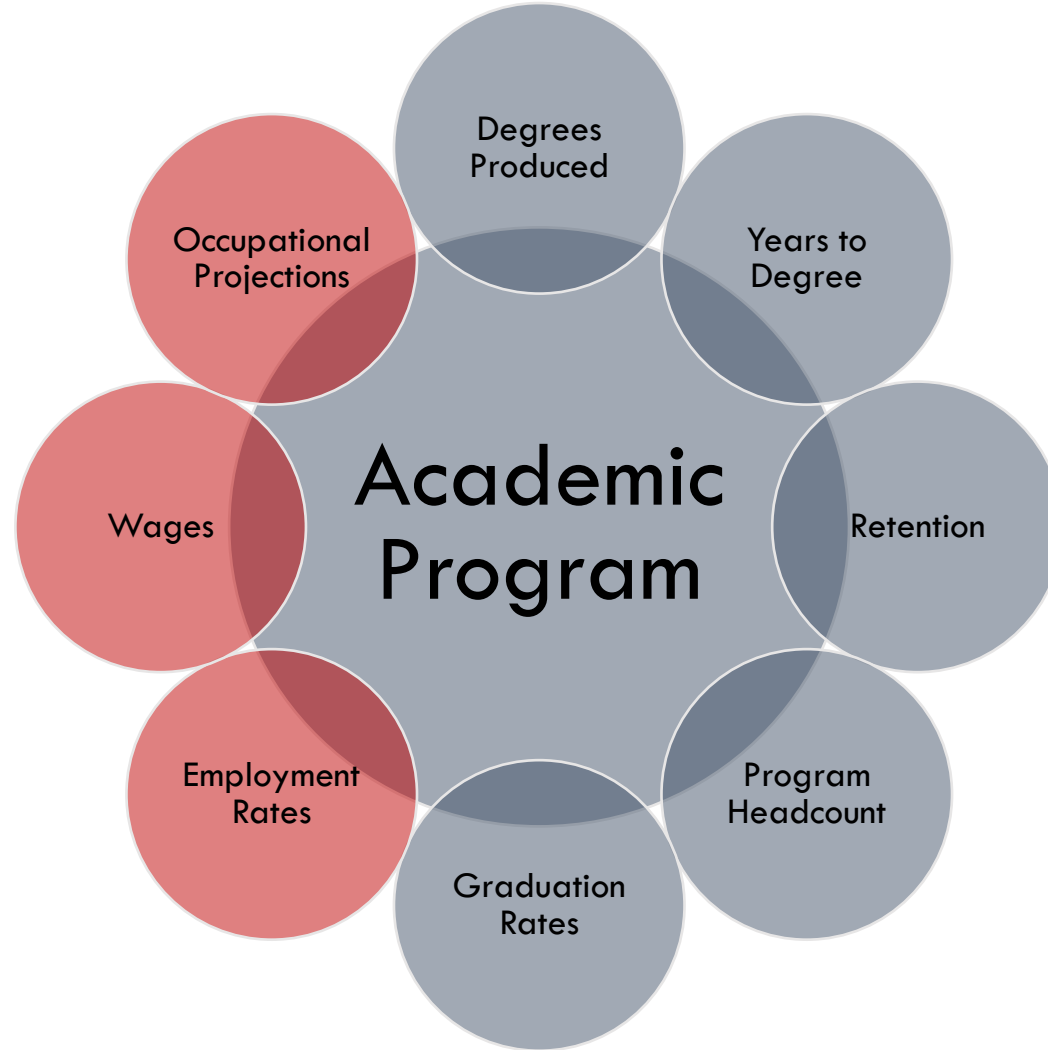 Degrees
Produced
Years to
Degree
Retention
Program
Headcount
Graduation
Rates
Employment
Rates
Wages
Occupational
Projections
Academic
Program